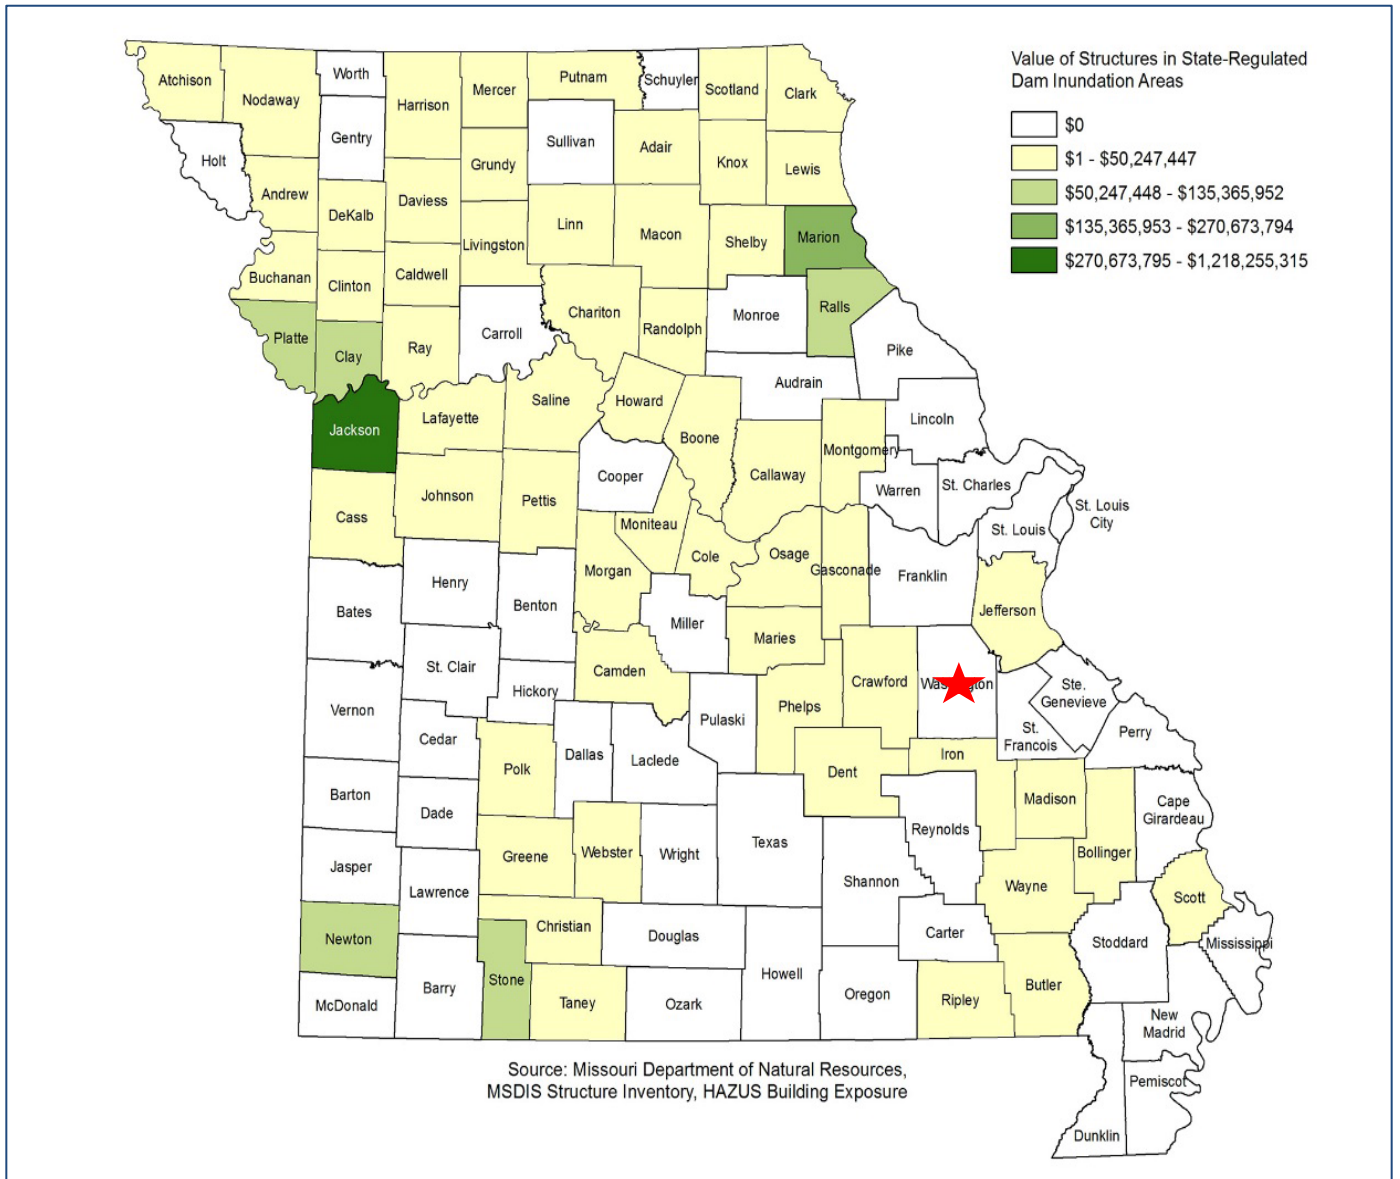 Value of Structures in State-Regulated
Dam Inundation Areas
$0
$1 - $50,247,447
$50,247,448 - $135,365,952
$135,365,953 - $270,673,794
$270,673,795 - $1,218,255,315
Atchison
Nodaway
Worth
Harrison
Mercer
Putnam
Schuyler
Scotland
Clark
Holt
Gentry
Grundy
Sullivan
Adair
Knox
Lewis
Andrew
DeKalb
Daviess
Livingston
Linn
Macon
Shelby
Marion
Buchanan
Clinton
Caldwell
Chariton
Randolph
Monroe
Ralls
Platte
Clay
Ray
Carroll
Pike
Audrain
Jackson
Lafayette
Saline
Howard
Boone
Callaway
Montgomery
Lincoln
Cass
Johnson
Pettis
Cooper
Moniteau
Cole
Osage
Gasconade
Warren
St. Charles
St. Louis
St. Louis
City
Franklin
Jefferson
Bates
Henry
Benton
Morgan
Miller
Maries
Camden
St. Clair
Hickory
Vernon
Cedar
Polk
Dallas
Laclede
Pulaski
Phelps
Crawford
Ste.
Genevieve
St.
Francois
Perry
Dent
Iron
Barton
Dade
Greene
Webster
Wright
Texas
Reynolds
Madison
Bollinger
Cape
Girardeau
Jasper
Lawrence
Christian
Douglas
Shannon
Wayne
Scott
Newton
Carter
Stoddard
Mississippi
McDonald
Barry
Stone
Taney
Ozark
Howell
Oregon
Ripley
Butler
New
Madrid
Pemiscot
Dunklin
Source: Missouri Department of Natural Resources,
MSDIS Structure Inventory, HAZUS Building Exposure